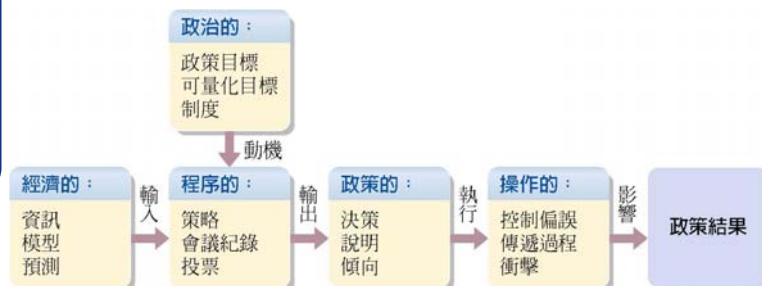 政治的：
政策目標
可量化目標
制度
動機
經濟的：
資訊
模型
預測
輸入
程序的：
策略
會議紀錄
投票
輸出
政策的：
決策
說明
傾向
執行
操作的：
控制偏誤
傳遞過程
衝擊
影響
政策結果